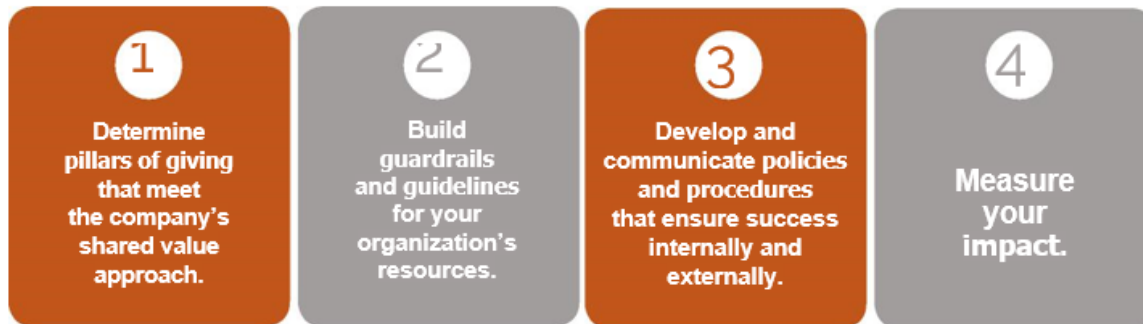 1
Determine
pillars of giving
that meet
the company's
shared value
approach.
2
Build
guardrails
and guidelines
for your
organization's
resources.
3
Develop and
communicate policies
and procedures
that ensure success
internally and
externally.
4
Measure
your
impact.